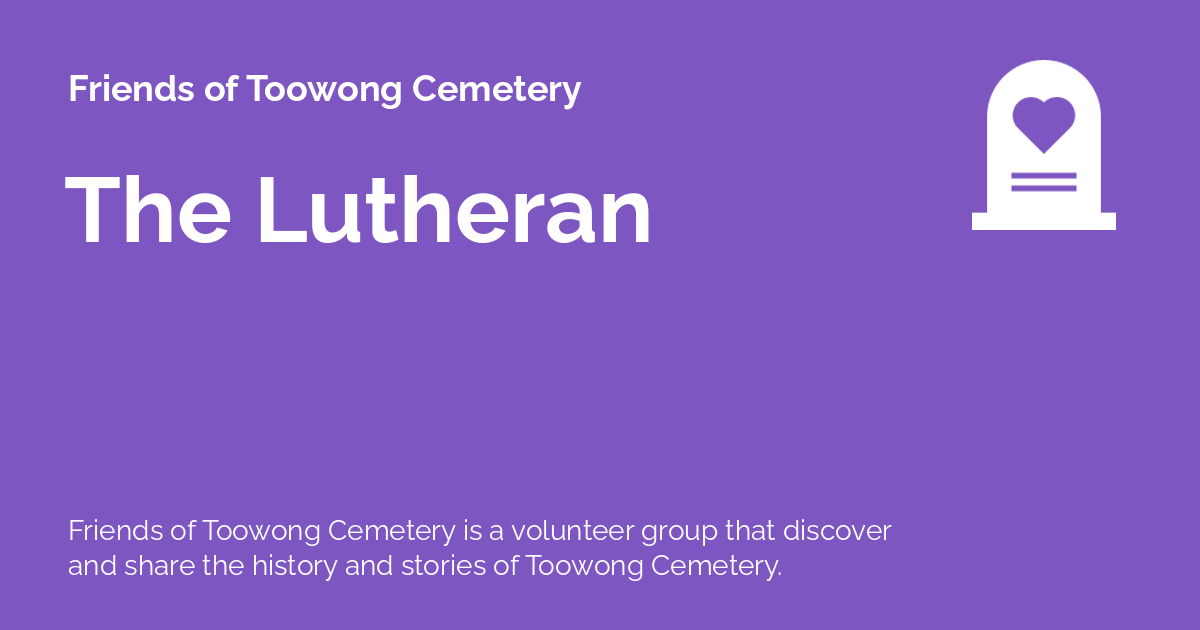 Friends of Toowong Cemetery
The Lutheran
Friends of Toowong Cemetery is a volunteer group that discover
and share the history and stories of Toowong Cemetery.